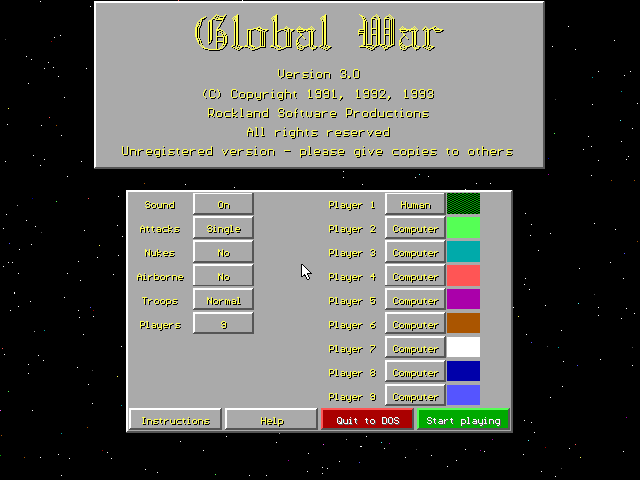 Global War
Version 3.0
(C) Copyright 1991, 1992, 1993
Rockland Software Productions
All rights reserved
Unregistered version - please give copies to others
Sound On Player 1 Human
Attacks Single Player 2 Computer
Nukes No Player 3 Computer
Airborne No Player 4 Computer
Troops Normal Player 5 Computer
Players 9 Player 6 Computer
Player 7 Computer
Player 8 Computer
Player 9 Computer
Instructions Help Quit to DOS Start playing